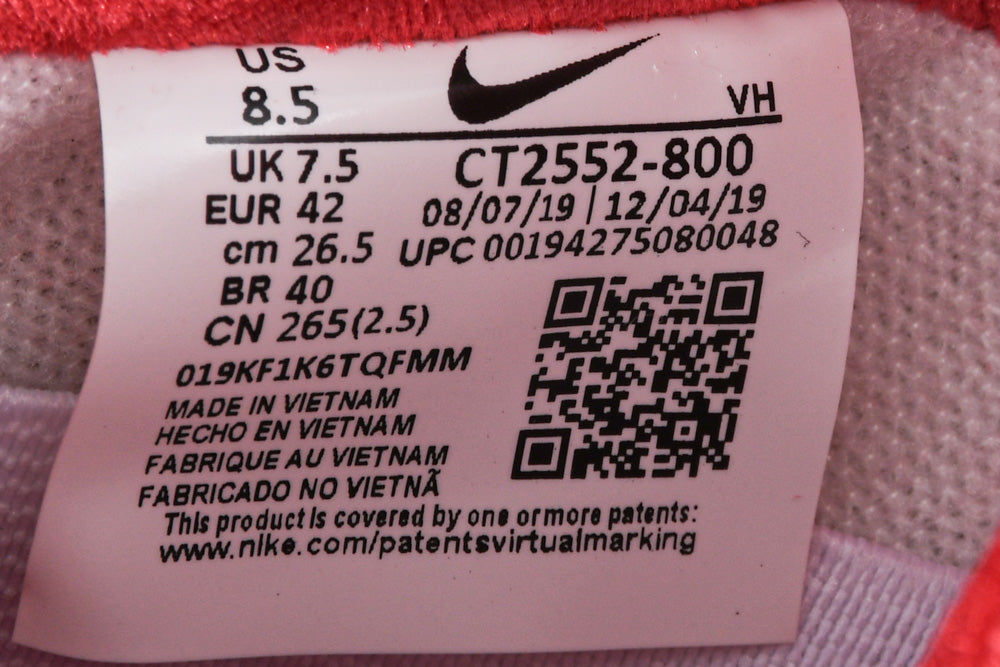 US
8.5
VH
UK 7.5
CT2552-800
EUR 42
08/07/19 | 12/04/19
cm 26.5
UPC 00194275080048
BR 40
CN 265(2.5)
019KF1K6TQFMM
MADE IN VIETNAM
HECHO EN VIETNAM
FABRIQUE AU VIETNAM
FABRICADO NO VIETNÃ
This product is covered by one or more patents:
www.nike.com/patentsvirtualmarking